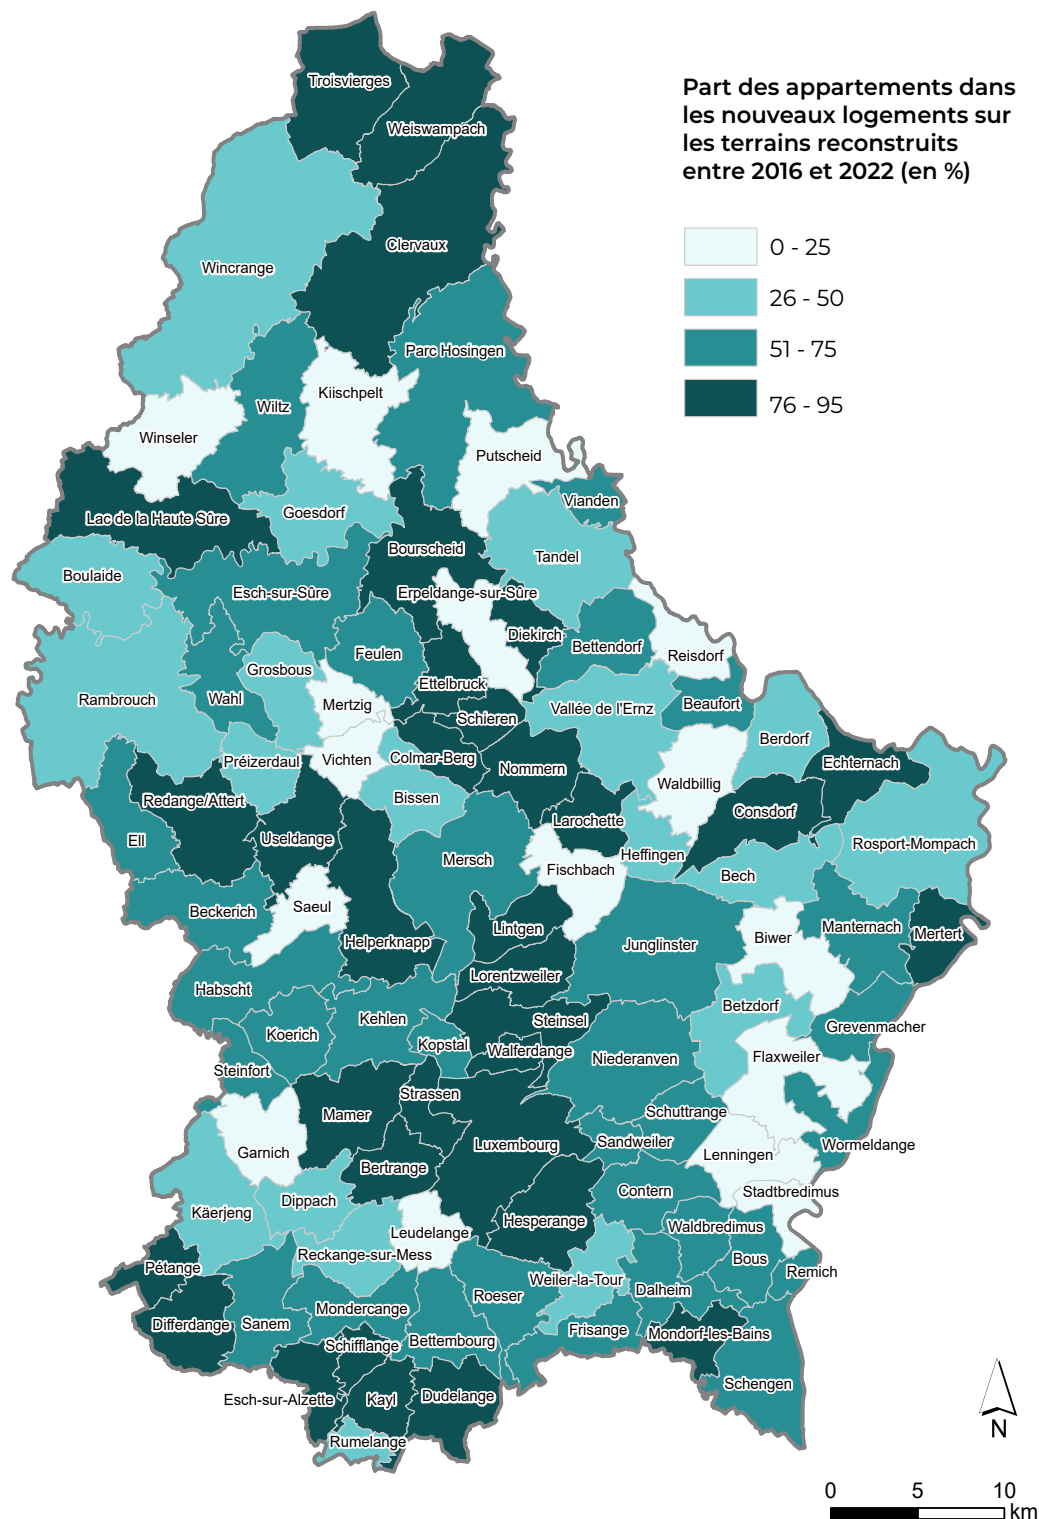 Part des appartements dans
les nouveaux logements sur
les terrains reconstruits
entre 2016 et 2022 (en %)
0 - 25
26 - 50
51 - 75
76 - 95
Troisvierges
Weiswampach
Clervaux
Wincrange
Parc Hosingen
Kiischpelt
Wiltz
Winseler
Putscheid
Vianden
Goesdorf
Lac de la Haute Sûre
Bourscheid
Tandel
Boulaide
Esch-sur-Sûre
Erpeldange-sur-Sûre
Diekirch
Bettendorf
Feulen
Reisdorf
Grosbous
Ettelbruck
Rambrouch
Wahl
Mertzig
Beaufort
Vallée de l'Ernz
Schieren
Berdorf
Préizerdaul
Vichten
Colmar-Berg
Nommern
Echternach
Waldbillig
Redange/Attert
Bissen
Consdorf
Larochette
Ell
Useldange
Rosport-Mompach
Heffingen
Mersch
Fischbach
Bech
Saeul
Beckerich
Lintgen
Manternach
Mertert
Biwer
Helperknapp
Junglinster
Lorentzweiler
Habscht
Betzdorf
Kehlen
Steinsel
Grevenmacher
Koerich
Kopstal
Walferdange
Niederanven
Flaxweiler
Steinfort
Strassen
Mamer
Schuttrange
Luxembourg
Sandweiler
Wormeldange
Garnich
Lenningen
Bertrange
Contern
Stadtbredimus
Dippach
Käerjeng
Hesperange
Waldbredimus
Leudelange
Reckange-sur-Mess
Bous
Pétange
Remich
Weiler-la-Tour
Dalheim
Roeser
Mondercange
Differdange
Sanem
Frisange
Mondorf-les-Bains
Bettembourg
Schifflange
Schengen
Esch-sur-Alzette
Kayl
Dudelange
Rumelange
N
0 5 10
km